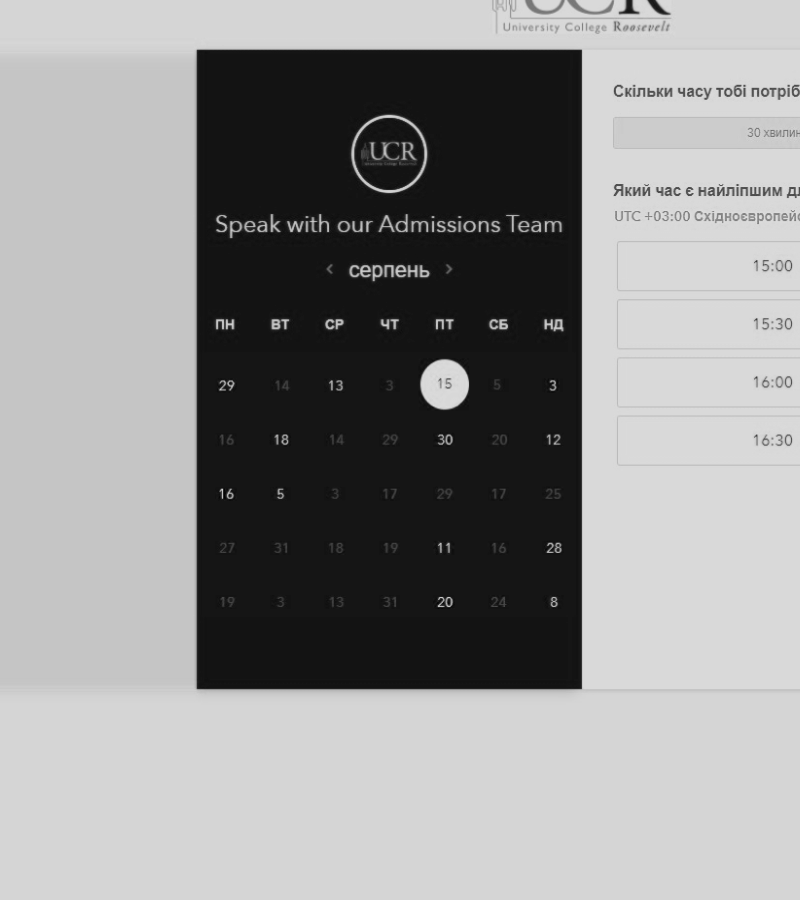 UCR
University College Roosevelt
UCR
Speak with our Admissions Team
< серпень >
ПН ВТ СР ЧТ ПТ СБ НД
29 14 13 3 15 5 3
16 18 14 29 30 20 12
16 5 3 17 29 17 25
27 31 18 19 11 16 28
19 3 13 31 20 24 8
Скільки часу тобі потріб
30 хвилин
Який час є найліпшим дл
UTC +03:00 Східноєвропейс
15:00
15:30
16:00
16:30